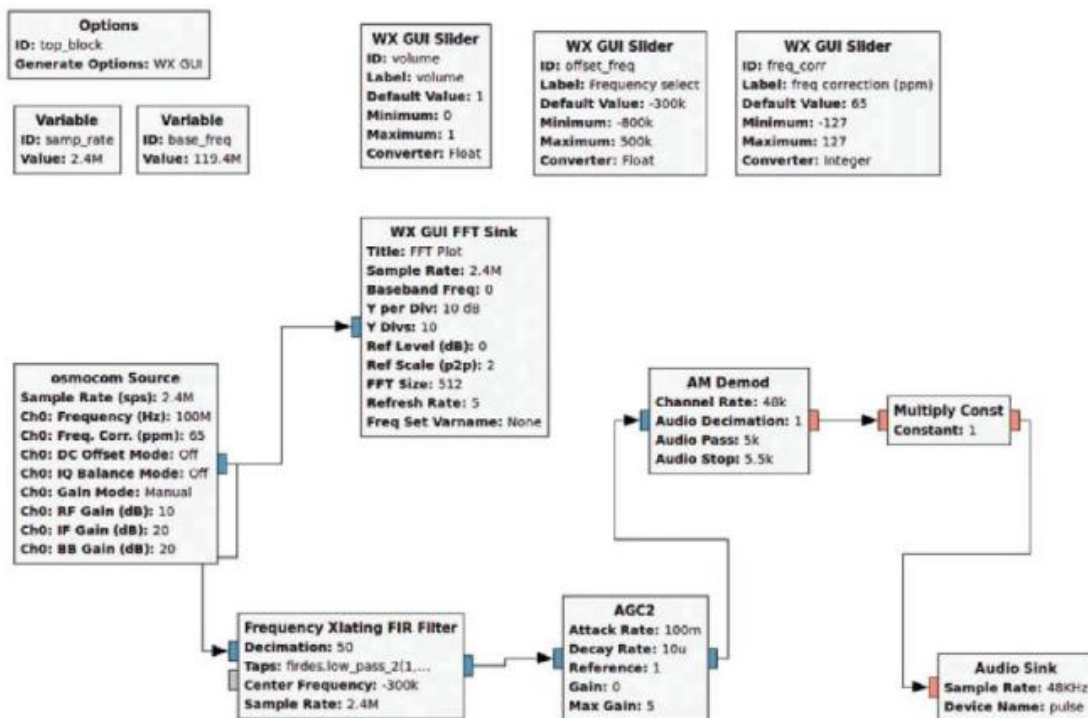 Options
ID: top_block
Generate Options: WX GUI
WX GUI Slider
ID: volume
Label: volume
Default Value: 1
Minimum: 0
Maximum: 1
Converter: Float
WX GUI Slider
ID: offset_freq
Label: Frequency select
Default Value: -300k
Minimum: -800k
Maximum: 500k
Converter: Float
WX GUI Slider
ID: freq_corr
Label: freq correction (ppm)
Default Value: 65
Minimum: -127
Maximum: 127
Converter: Integer
Variable
ID: samp_rate
Value: 2.4M
Variable
ID: base_freq
Value: 119.4M
WX GUI FFT Sink
Title: FFT Plot
Sample Rate: 2.4M
Baseband Freq: 0
Y per Div: 10 dB
Y Divs: 10
Ref Level (dB): 0
Ref Scale (p2p): 2
FFT Size: 512
Refresh Rate: 5
Freq Set Varname: None
osmocom Source
Sample Rate (sps): 2.4M
Ch0: Frequency (Hz): 100M
Ch0: Freq. Corr. (ppm): 65
Ch0: DC Offset Mode: Off
Ch0: IQ Balance Mode: Off
Ch0: Gain Mode: Manual
Ch0: RF Gain (dB): 10
Ch0: IF Gain (dB): 20
Ch0: BB Gain (dB): 20
AM Demod
Channel Rate: 48k
Audio Decimation: 1
Audio Pass: 5k
Audio Stop: 5.5k
Multiply Const
Constant: 1
Frequency Xlating FIR Filter
Decimation: 50
Taps: firdes.low_pass_2(1,...
Center Frequency: -300k
Sample Rate: 2.4M
AGC2
Attack Rate: 100m
Decay Rate: 10u
Reference: 1
Gain: 0
Max Gain: 5
Audio Sink
Sample Rate: 48KHz
Device Name: pulse